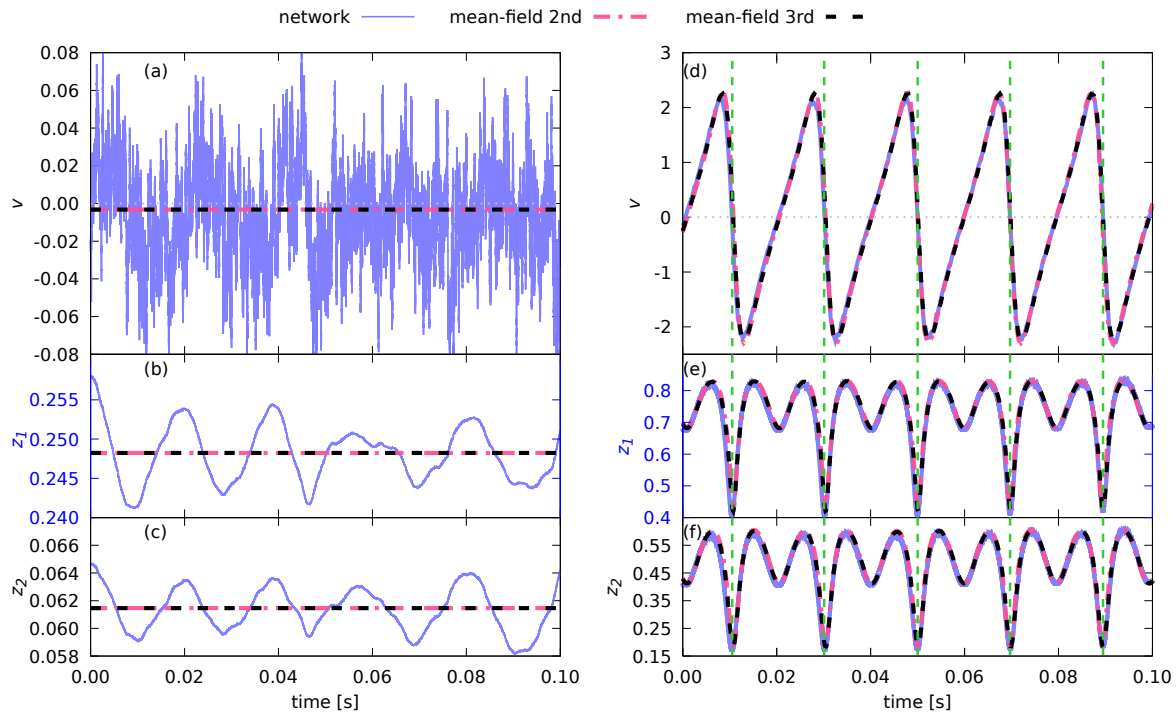 network mean-field 2nd mean-field 3rd
(a)
0.08
0.06
0.04
0.02
0.00
-0.02
-0.04
-0.06
-0.08
v
(b)
0.255
0.250
0.245
0.240
z1
(c)
0.066
0.064
0.062
0.060
0.058
z2
0.00 0.02 0.04 0.06 0.08 0.10
time [s]
(d)
3
2
1
0
-1
-2
v
(e)
0.8
0.7
0.6
0.5
0.4
z1
(f)
0.55
0.45
0.35
0.25
0.15
z2
0.00 0.02 0.04 0.06 0.08 0.10
time [s]